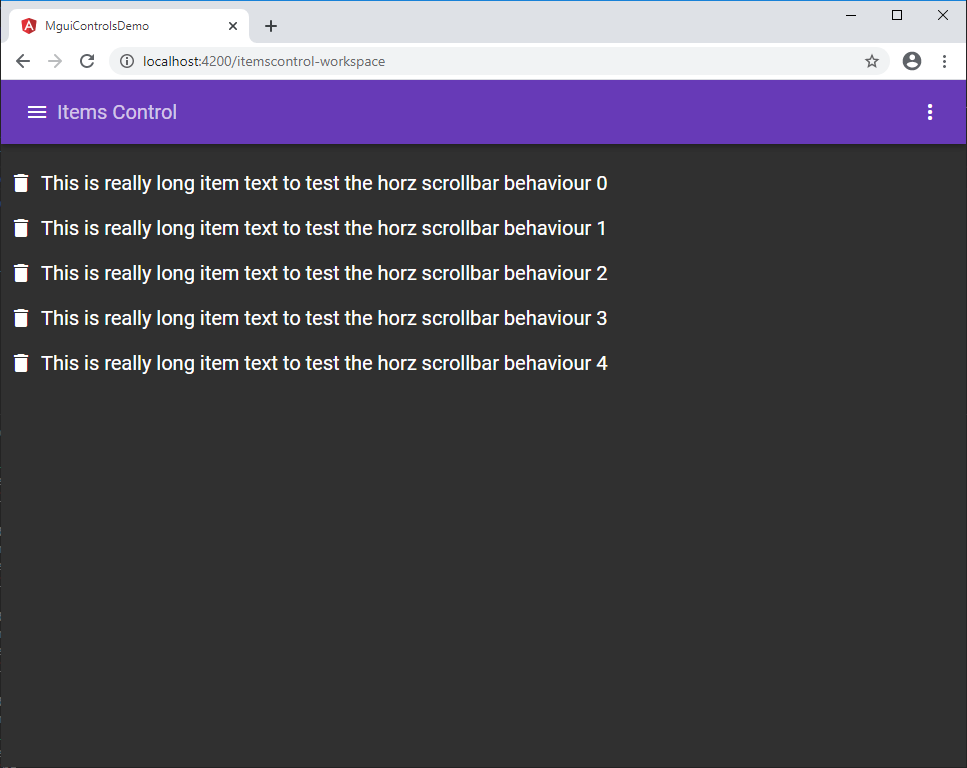 MguiControlsDemo
localhost:4200/itemscontrol-workspace
Items Control
This is really long item text to test the horz scrollbar behaviour 0
This is really long item text to test the horz scrollbar behaviour 1
This is really long item text to test the horz scrollbar behaviour 2
This is really long item text to test the horz scrollbar behaviour 3
This is really long item text to test the horz scrollbar behaviour 4